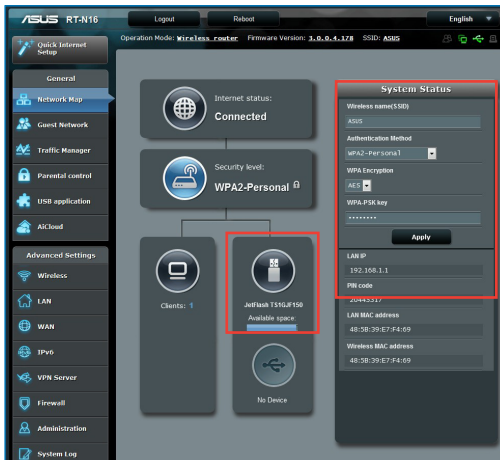 ASUS RT-N16
Logout
Reboot
English
Quick Internet
Setup
Operation Mode: Wireless router Firmware Version: 3.0.0.4.178 SSID: ASUS
General
Network Map
Guest Network
Traffic Manager
Parental control
USB application
AiCloud
Advanced Settings
Wireless
LAN
WAN
IPv6
VPN Server
Firewall
Administration
System Log
Internet status:
Connected
Security level:
WPA2-Personal
Clients: 1
JetFlash TS1GJF150
Available space:
No Device
System Status
Wireless name(SSID)
ASUS
Authentication Method
WPA2-Personal
WPA Encryption
AES
WPA-PSK key
••••••••
Apply
LAN IP
192.168.1.1
PIN code
20445317
LAN MAC address
48:5B:39:E7:F4:69
Wireless MAC address
48:5B:39:E7:F4:69